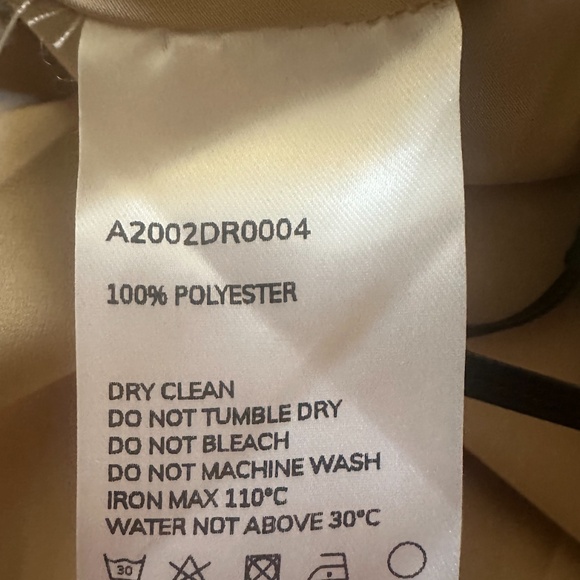 A2002DR0004
100% POLYESTER
DRY CLEAN
DO NOT TUMBLE DRY
DO NOT BLEACH
DO NOT MACHINE WASH
IRON MAX 110°C
WATER NOT ABOVE 30°C
30